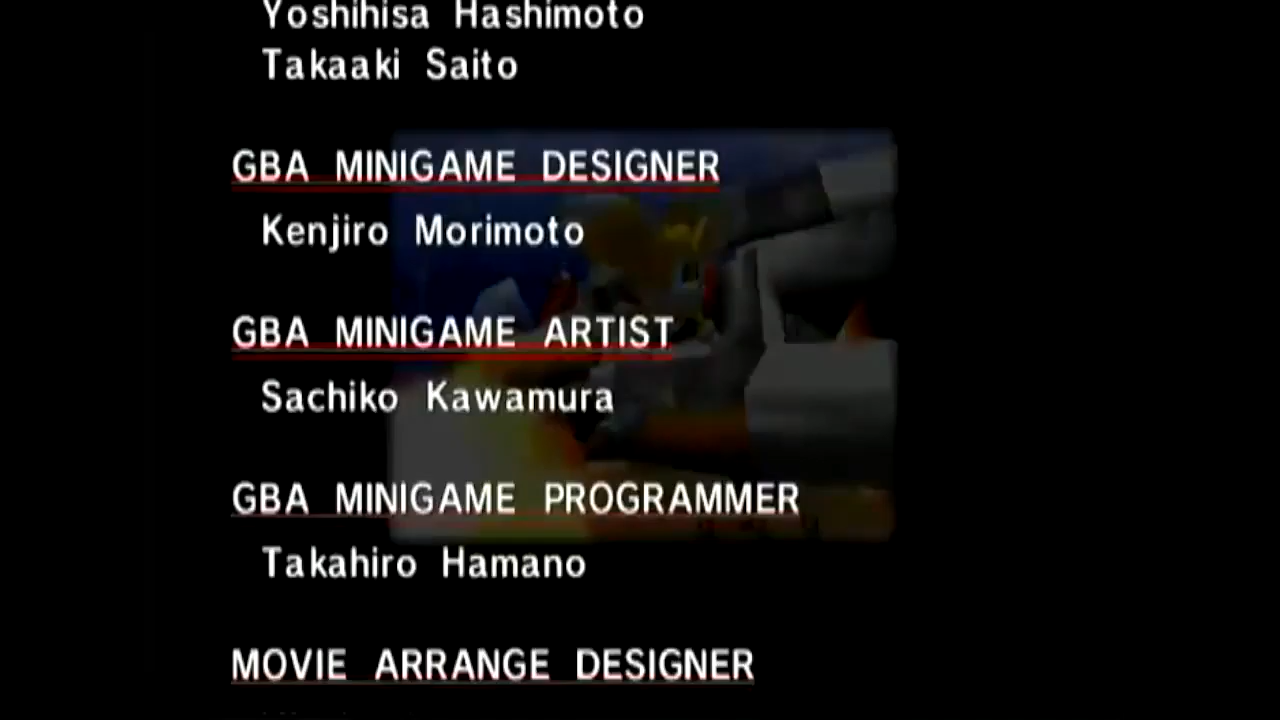 Yoshihisa Hashimoto
Takaaki Saito
GBA MINIGAME DESIGNER
Kenjiro Morimoto
GBA MINIGAME ARTIST
Sachiko Kawamura
GBA MINIGAME PROGRAMMER
Takahiro Hamano
MOVIE ARRANGE DESIGNER